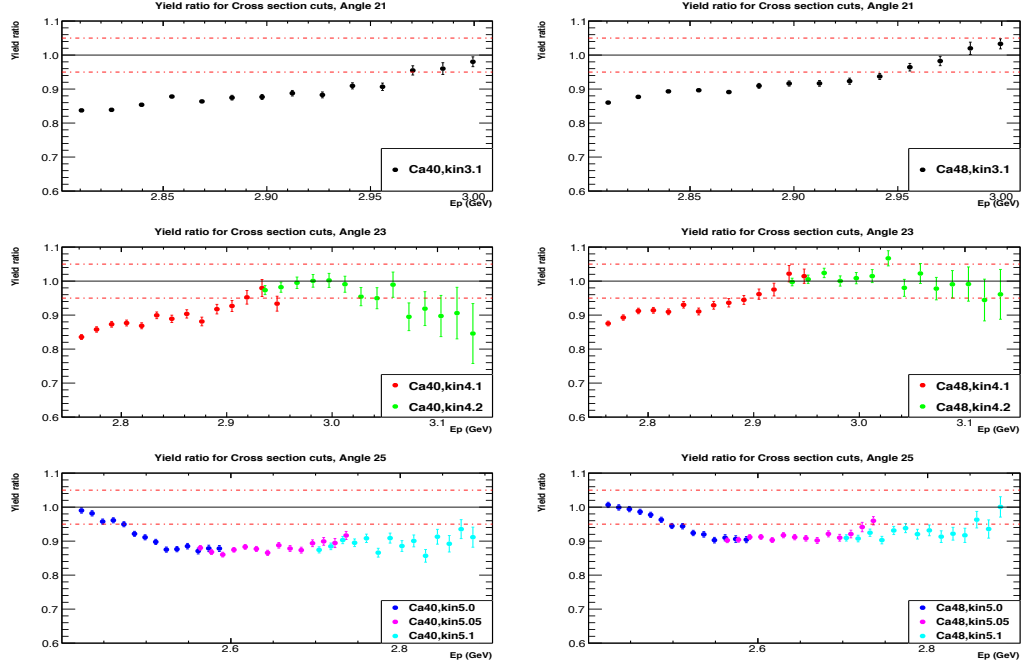 Yield ratio for Cross section cuts, Angle 21
Yield ratio
1.1
1.0
0.9
0.8
0.7
0.6
2.85
2.90
2.95
3.00
Ep (GeV)
Ca40,kin3.1
Yield ratio for Cross section cuts, Angle 21
Yield ratio
1.1
1.0
0.9
0.8
0.7
0.6
2.85
2.90
2.95
3.00
Ep (GeV)
Ca48,kin3.1
Yield ratio for Cross section cuts, Angle 23
Yield ratio
1.1
1.0
0.9
0.8
0.7
0.6
2.8
2.9
3.0
3.1
Ep (GeV)
Ca40,kin4.1
Ca40,kin4.2
Yield ratio for Cross section cuts, Angle 23
Yield ratio
1.1
1.0
0.9
0.8
0.7
0.6
2.8
2.9
3.0
3.1
Ep (GeV)
Ca48,kin4.1
Ca48,kin4.2
Yield ratio for Cross section cuts, Angle 25
Yield ratio
1.1
1.0
0.9
0.8
0.7
0.6
2.6
2.8
Ep (GeV)
Ca40,kin5.0
Ca40,kin5.05
Ca40,kin5.1
Yield ratio for Cross section cuts, Angle 25
Yield ratio
1.1
1.0
0.9
0.8
0.7
0.6
2.6
2.8
Ep (GeV)
Ca48,kin5.0
Ca48,kin5.05
Ca48,kin5.1